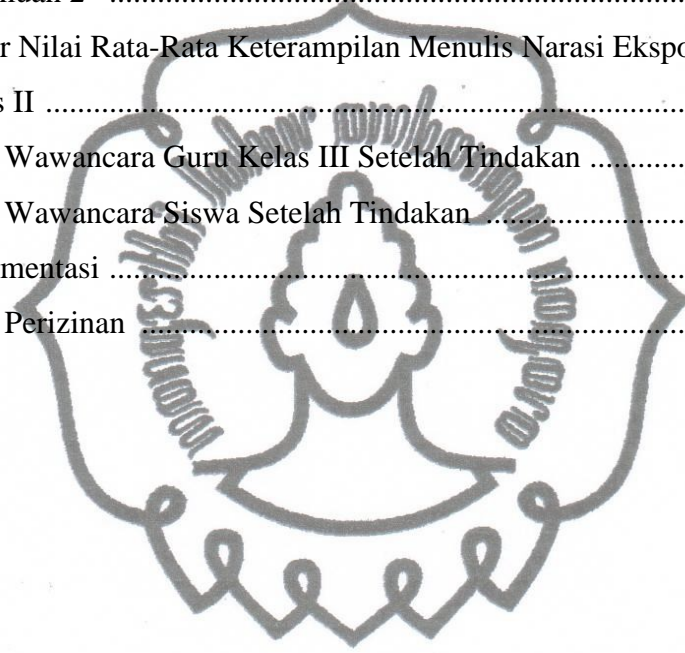 2 ....................................................................
r Nilai Rata-Rata Keterampilan Menulis Narasi Ekspo
s II ............................................................................
Wawancara Guru Kelas III Setelah Tindakan ............
Wawancara Siswa Setelah Tindakan .........................
mentasi ....................................................................
Perizinan ................................................................